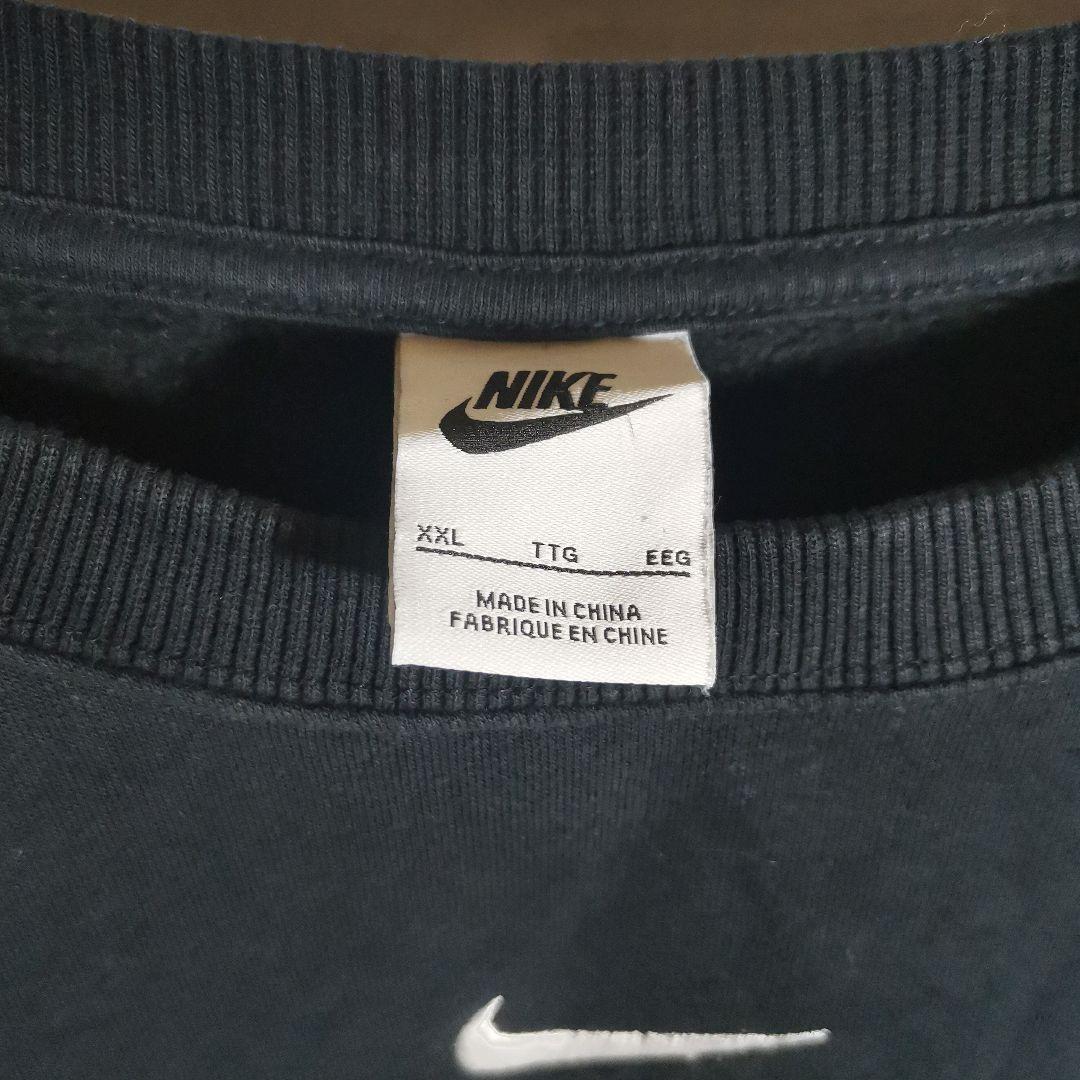 NIKE
XXL TTG EEG
MADE IN CHINA
FABRIQUE EN CHINE